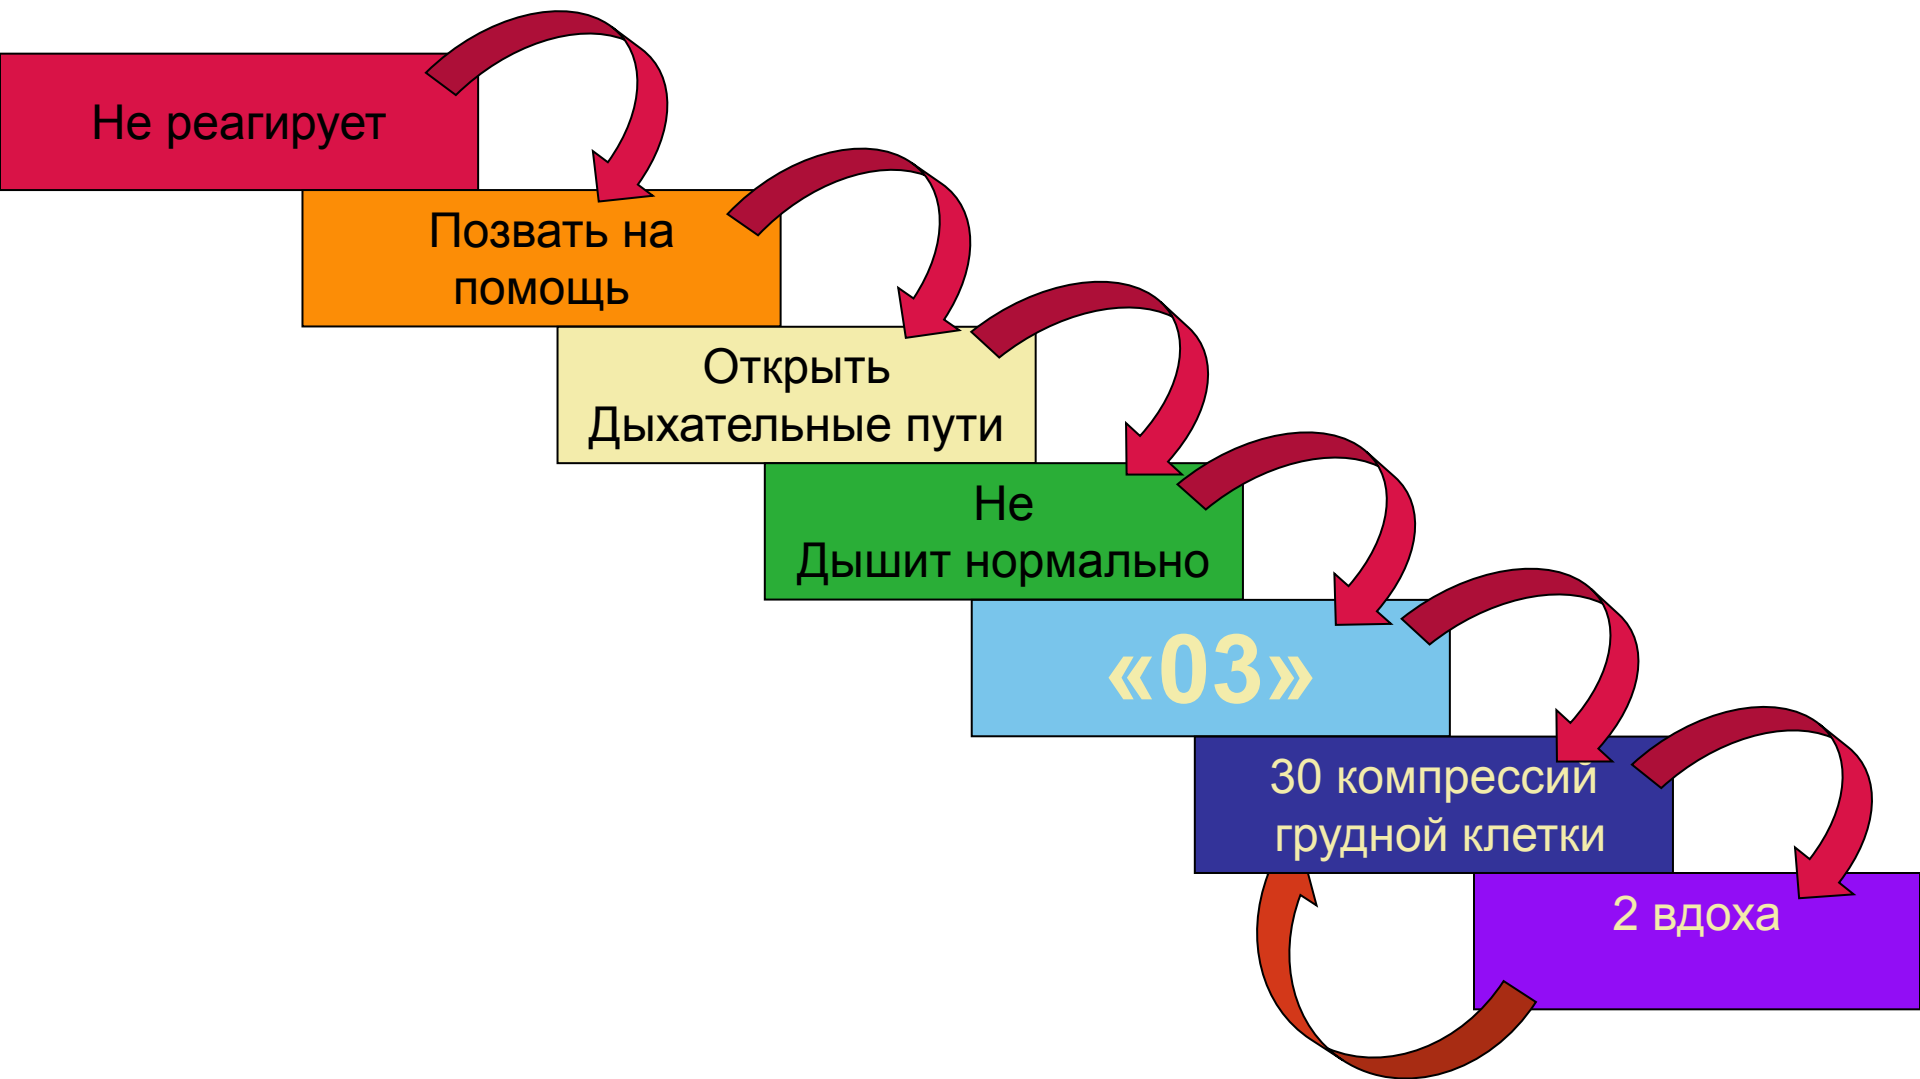 Не реагирует
Позвать на
помощь
Открыть
Дыхательные пути
Не
Дышит нормально
«03»
30 компрессий
грудной клетки
2 вдоха